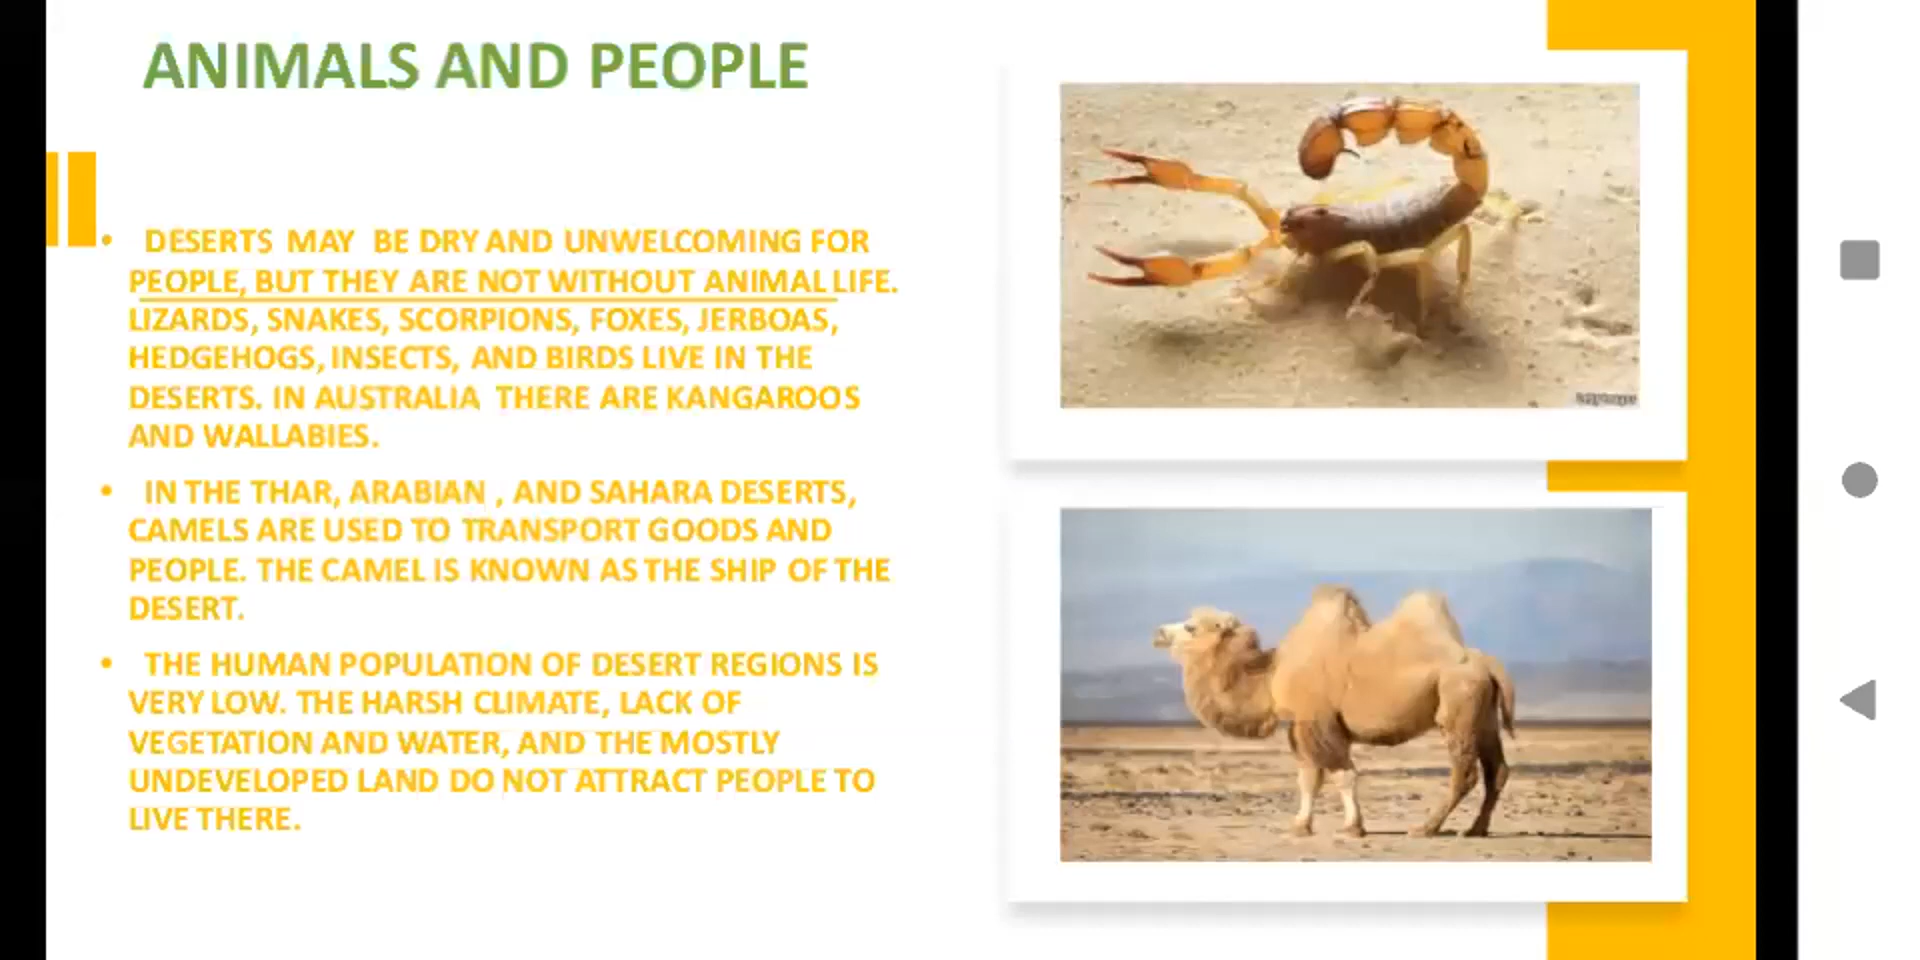 ANIMALS AND PEOPLE
• DESERTS MAY BE DRY AND UNWELCOMING FOR
PEOPLE, BUT THEY ARE NOT WITHOUT ANIMAL LIFE.
LIZARDS, SNAKES, SCORPIONS, FOXES, JERBOAS,
HEDGEHOGS, INSECTS, AND BIRDS LIVE IN THE
DESERTS. IN AUSTRALIA THERE ARE KANGAROOS
AND WALLABIES.
• IN THE THAR, ARABIAN , AND SAHARA DESERTS,
CAMELS ARE USED TO TRANSPORT GOODS AND
PEOPLE. THE CAMEL IS KNOWN AS THE SHIP OF THE
DESERT.
• THE HUMAN POPULATION OF DESERT REGIONS IS
VERY LOW. THE HARSH CLIMATE, LACK OF
VEGETATION AND WATER, AND THE MOSTLY
UNDEVELOPED LAND DO NOT ATTRACT PEOPLE TO
LIVE THERE.